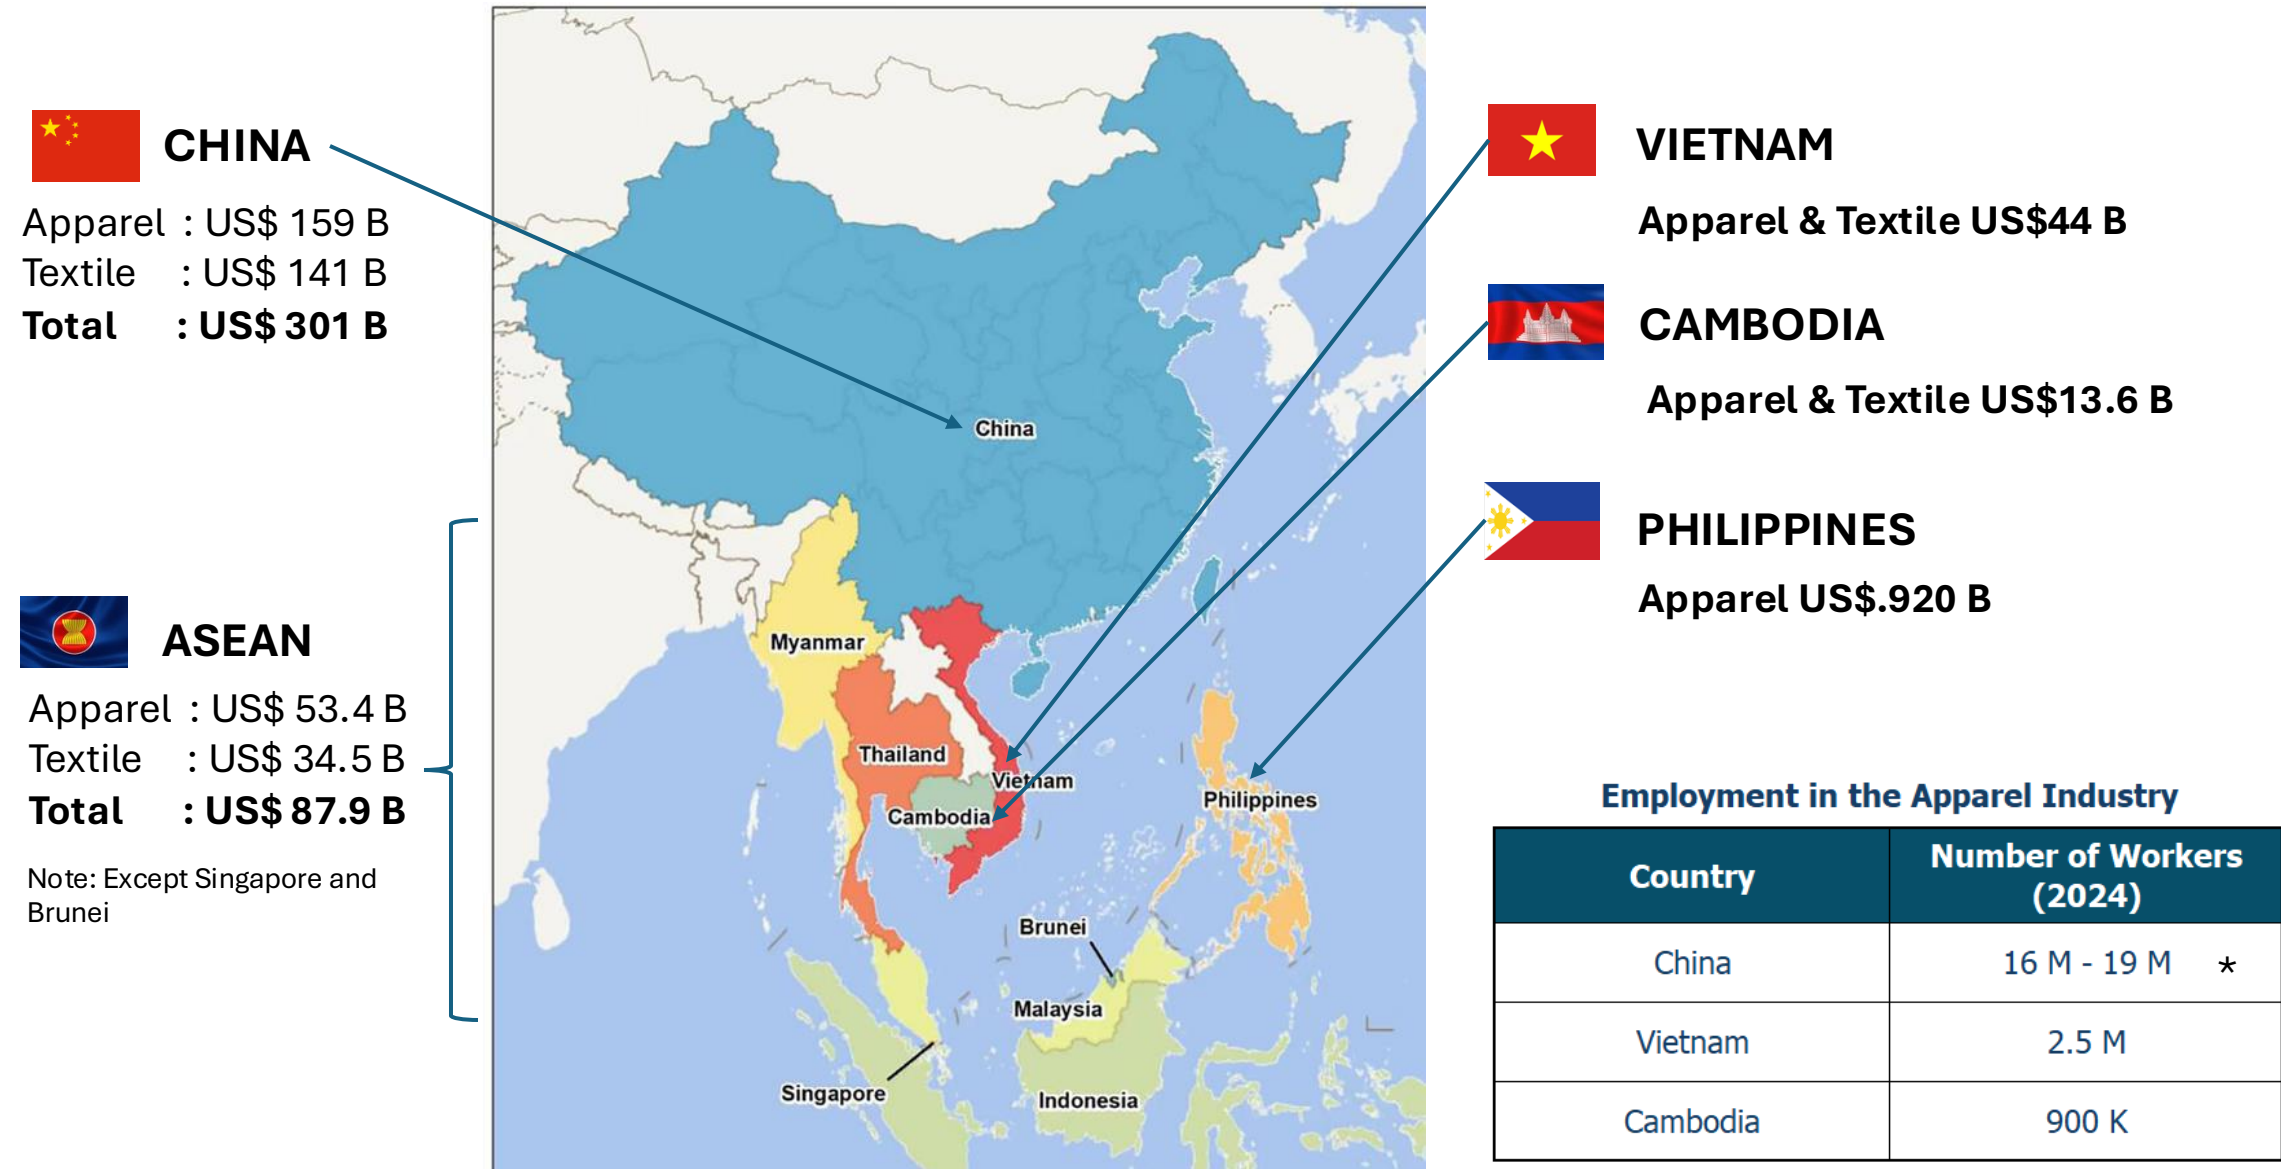 CHINA
Apparel : US$ 159 B
Textile : US$ 141 B
Total : US$ 301 B
ASEAN
Apparel : US$ 53.4 B
Textile : US$ 34.5 B
Total : US$ 87.9 B
Note: Except Singapore and
Brunei
China
Myanmar
Thailand
Vietnam
Cambodia
Philippines
Brunei
Malaysia
Singapore
Indonesia
VIETNAM
Apparel & Textile US$44 B
CAMBODIA
Apparel & Textile US$13.6 B
PHILIPPINES
Apparel US$.920 B
Employment in the Apparel Industry
Country
Number of Workers
(2024)
China 16 M - 19 M *
Vietnam 2.5 M
Cambodia 900 K